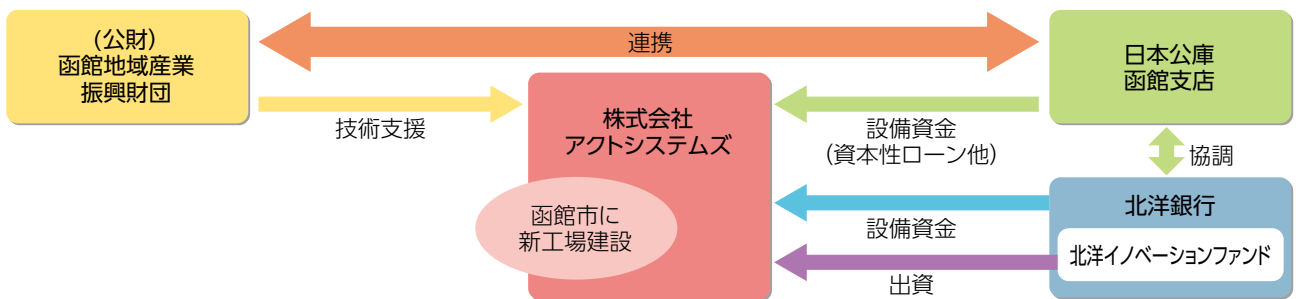 (公財)
函館地域産業
振興財団
連携
日本公庫
函館支店
技術支援
株式会社
アクトシステムズ
設備資金
(資本性ローン他)
協調
函館市に
新工場建設
北洋銀行
設備資金
北洋イノベーションファンド
出資